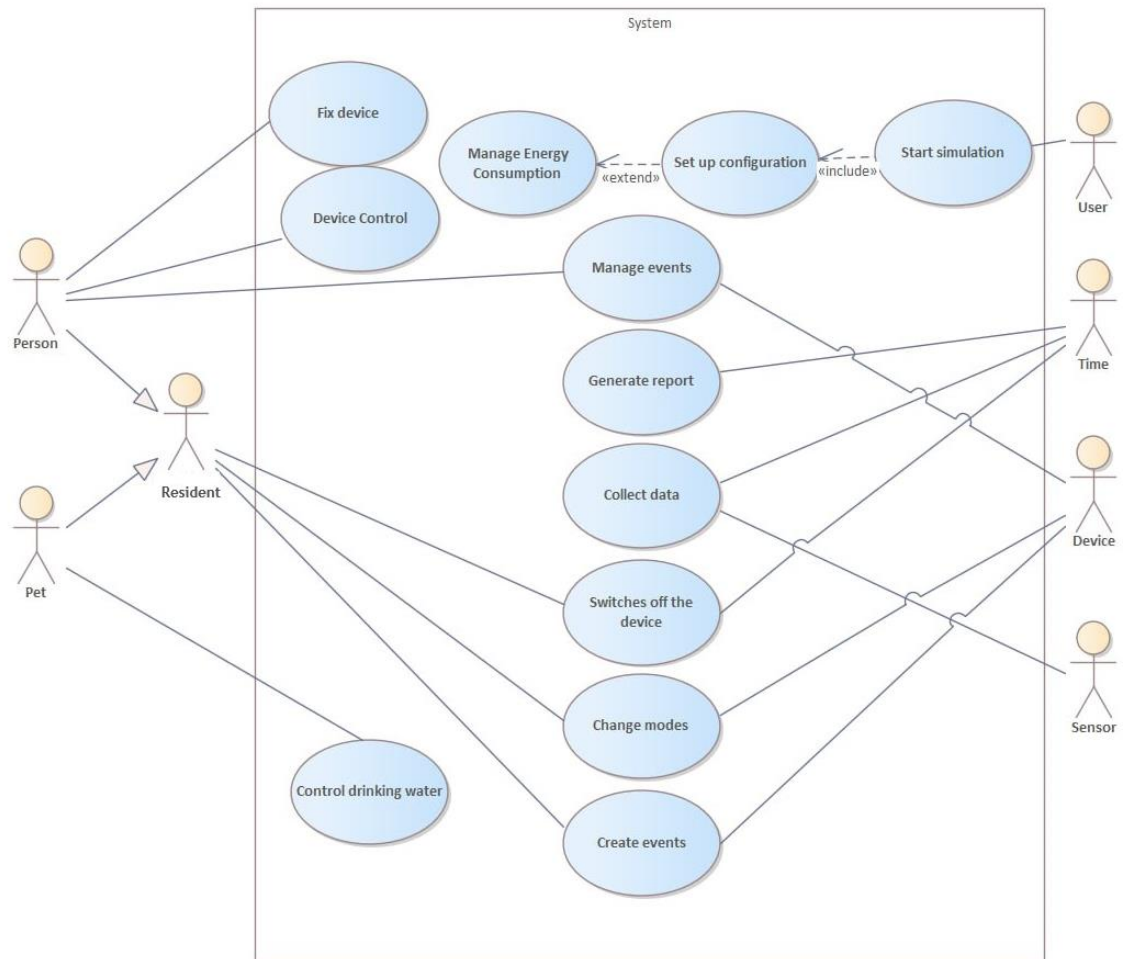 System
Fix device
Manage Energy
Consumption
«extend»
Set up configuration
«include»
Start simulation
User
Device Control
Person
Manage events
Time
Generate report
Resident
Collect data
Device
Pet
Switches off the
device
Sensor
Change modes
Control drinking water
Create events